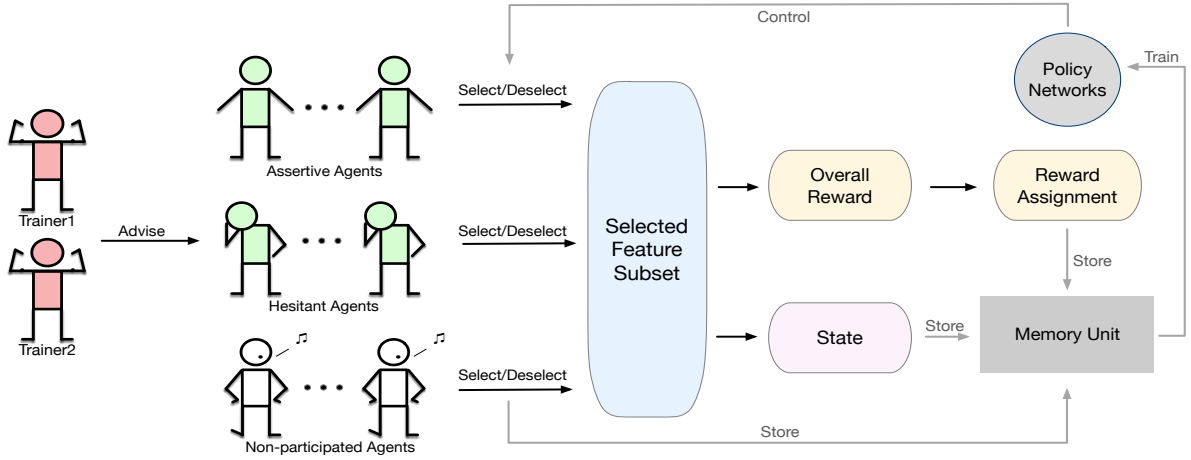 Control
Trainer1
Trainer2
Advise
Assertive Agents
Hesitant Agents
Non-participated Agents
Select/Deselect
Select/Deselect
Select/Deselect
Selected
Feature
Subset
Overall
Reward
Reward
Assignment
Policy
Networks
Train
Store
State
Store
Memory Unit
Store